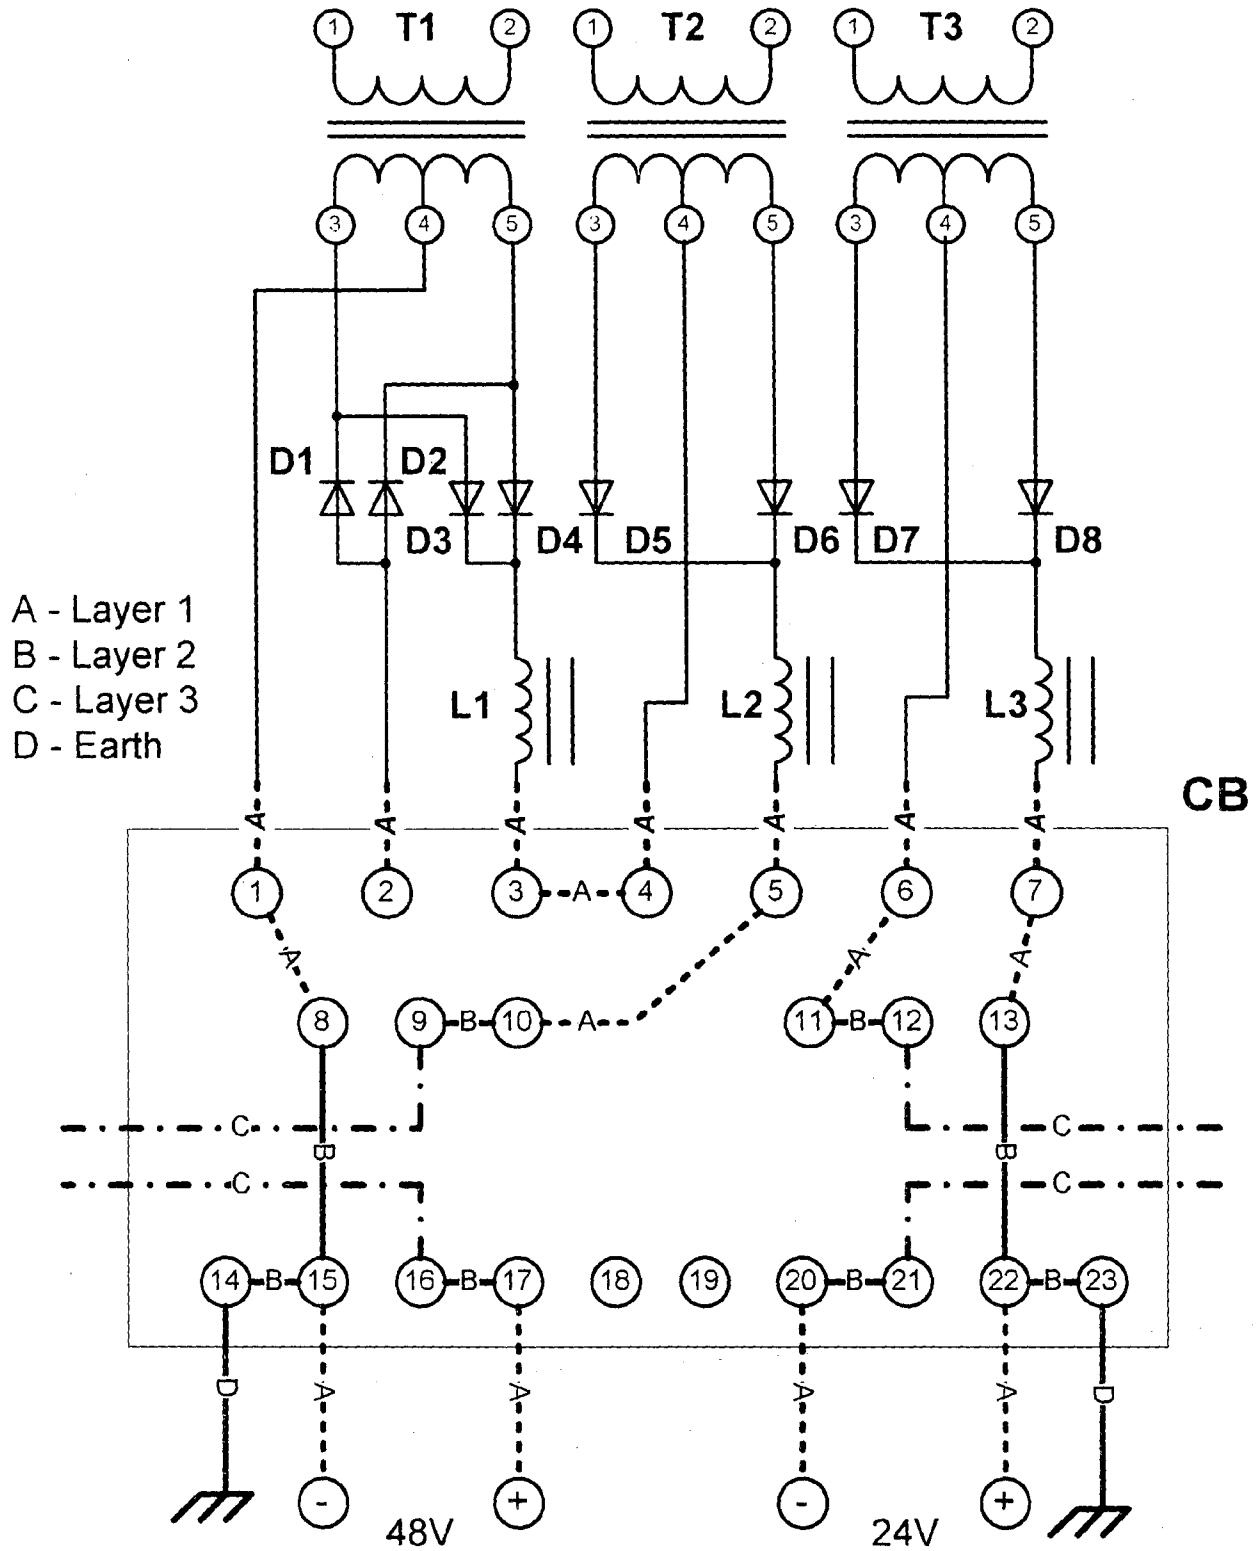 1 T1 2 1 T2 2 1 T3 2
3 4 5 3 4 5 3 4 5
D1 D2
D3 D4 D5 D6 D7 D8
A - Layer 1
B - Layer 2
C - Layer 3
D - Earth
L1 L2 L3
CB
A A A A A A A
1 2 3 A 4 5 6 7
A A A
8 9 B 10 A 11 B 12 13
C C
B B
C C
14 B 15 16 B 17 18 19 20 B 21 22 B 23
D A A A A D
- + - +
48V 24V